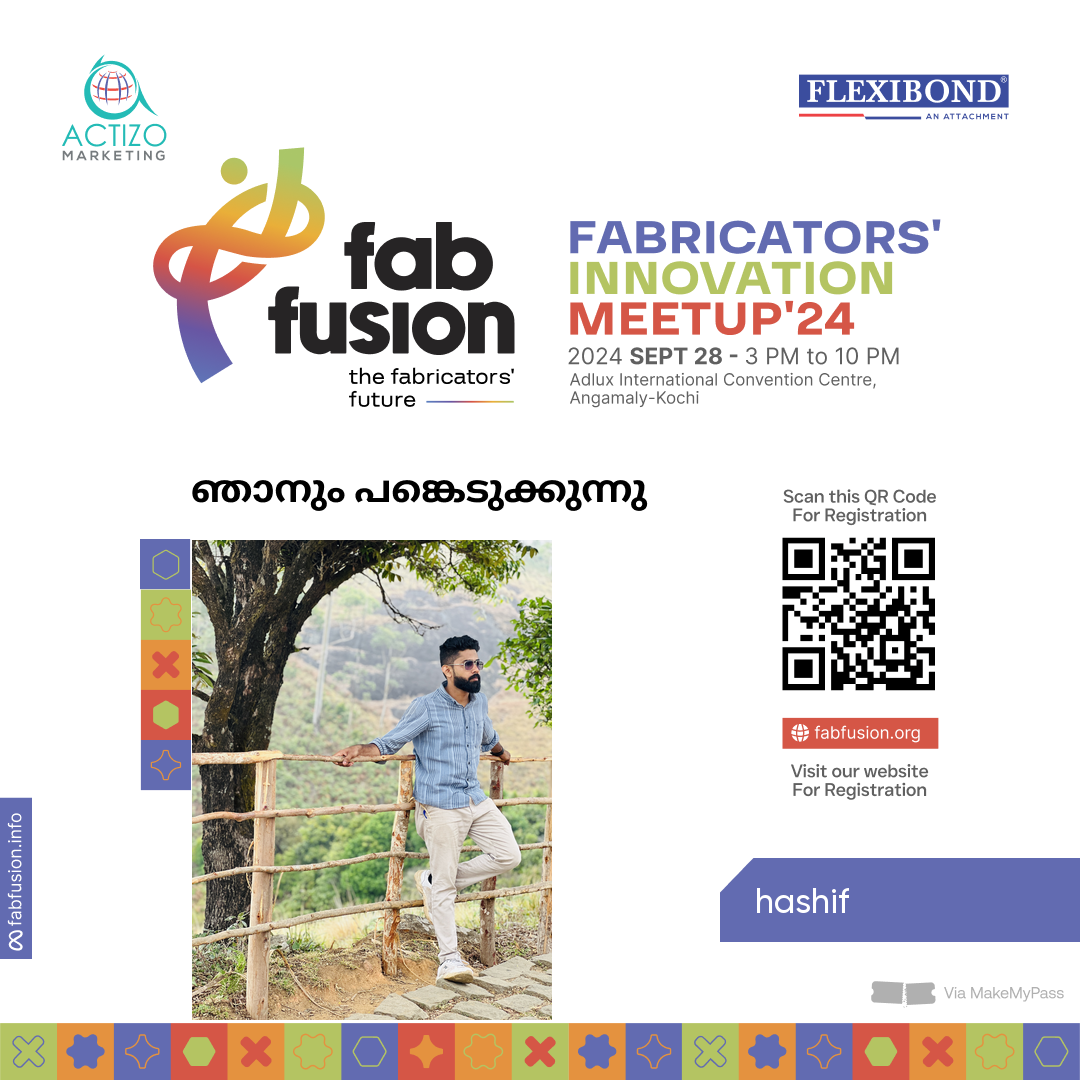 ACTIZO
MARKETING
FLEXIBOND®
AN ATTACHMENT
fab
fusion
the fabricators'
future
FABRICATORS'
INNOVATION
MEETUP'24
2024 SEPT 28 - 3 PM to 10 PM
Adlux International Convention Centre,
Angamaly-Kochi
ഞാനും പങ്കെടുക്കുന്നു
Scan this QR Code
For Registration
fabfusion.org
Visit our website
For Registration
fabfusion.info
hashif
Via MakeMyPass